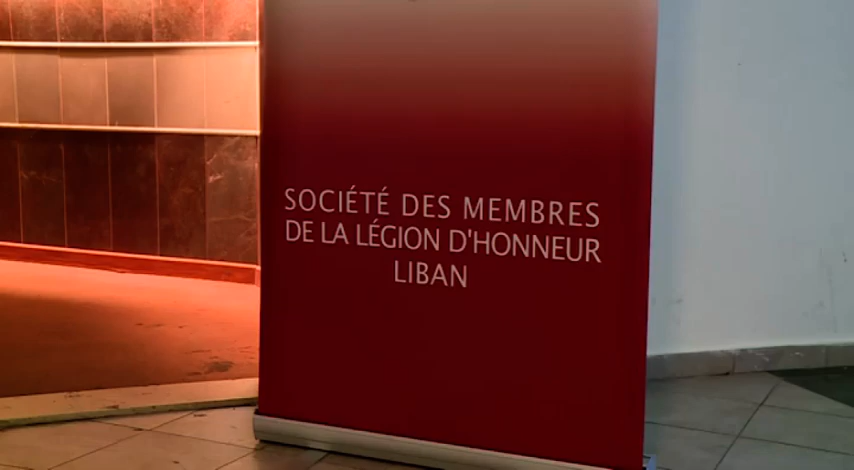 SOCIÉTÉ DES MEMBRES
DE LA LÉGION D'HONNEUR
LIBAN